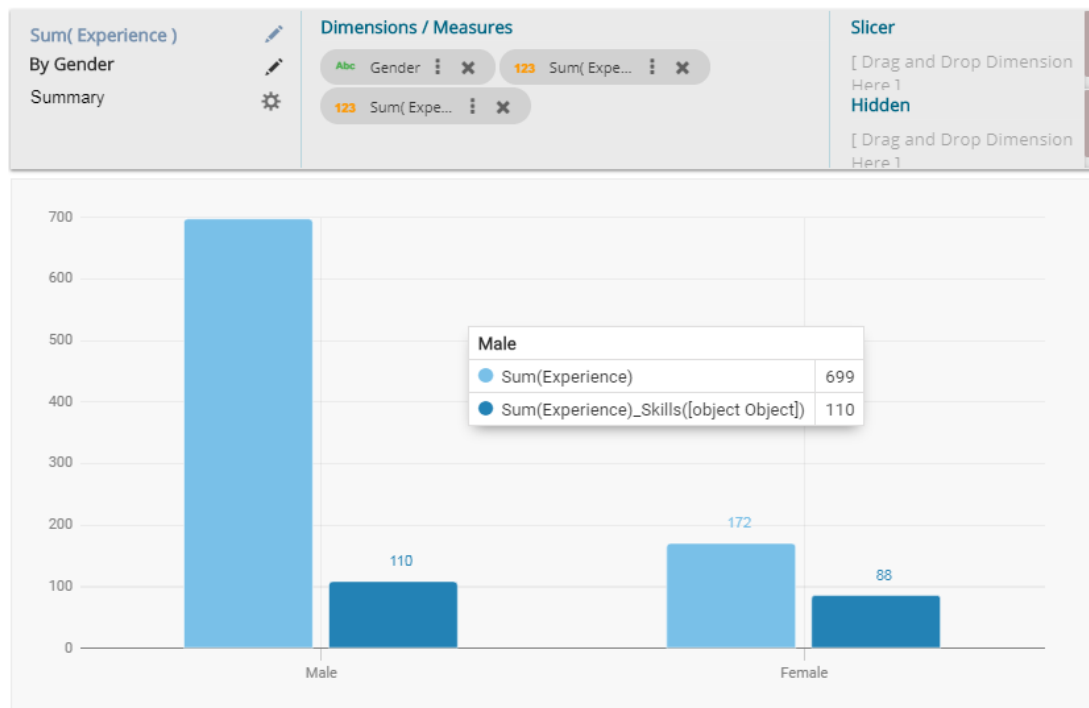 Sum( Experience )
By Gender
Summary
Dimensions / Measures
Abc Gender
123 Sum( Expe...
123 Sum( Expe...
Slicer
[ Drag and Drop Dimension
Here ]
Hidden
[ Drag and Drop Dimension
Here ]
700
600
500
400
300
200
100
0
110
172
88
Male
Sum(Experience) 699
Sum(Experience)_Skills([object Object]) 110
Male
Female